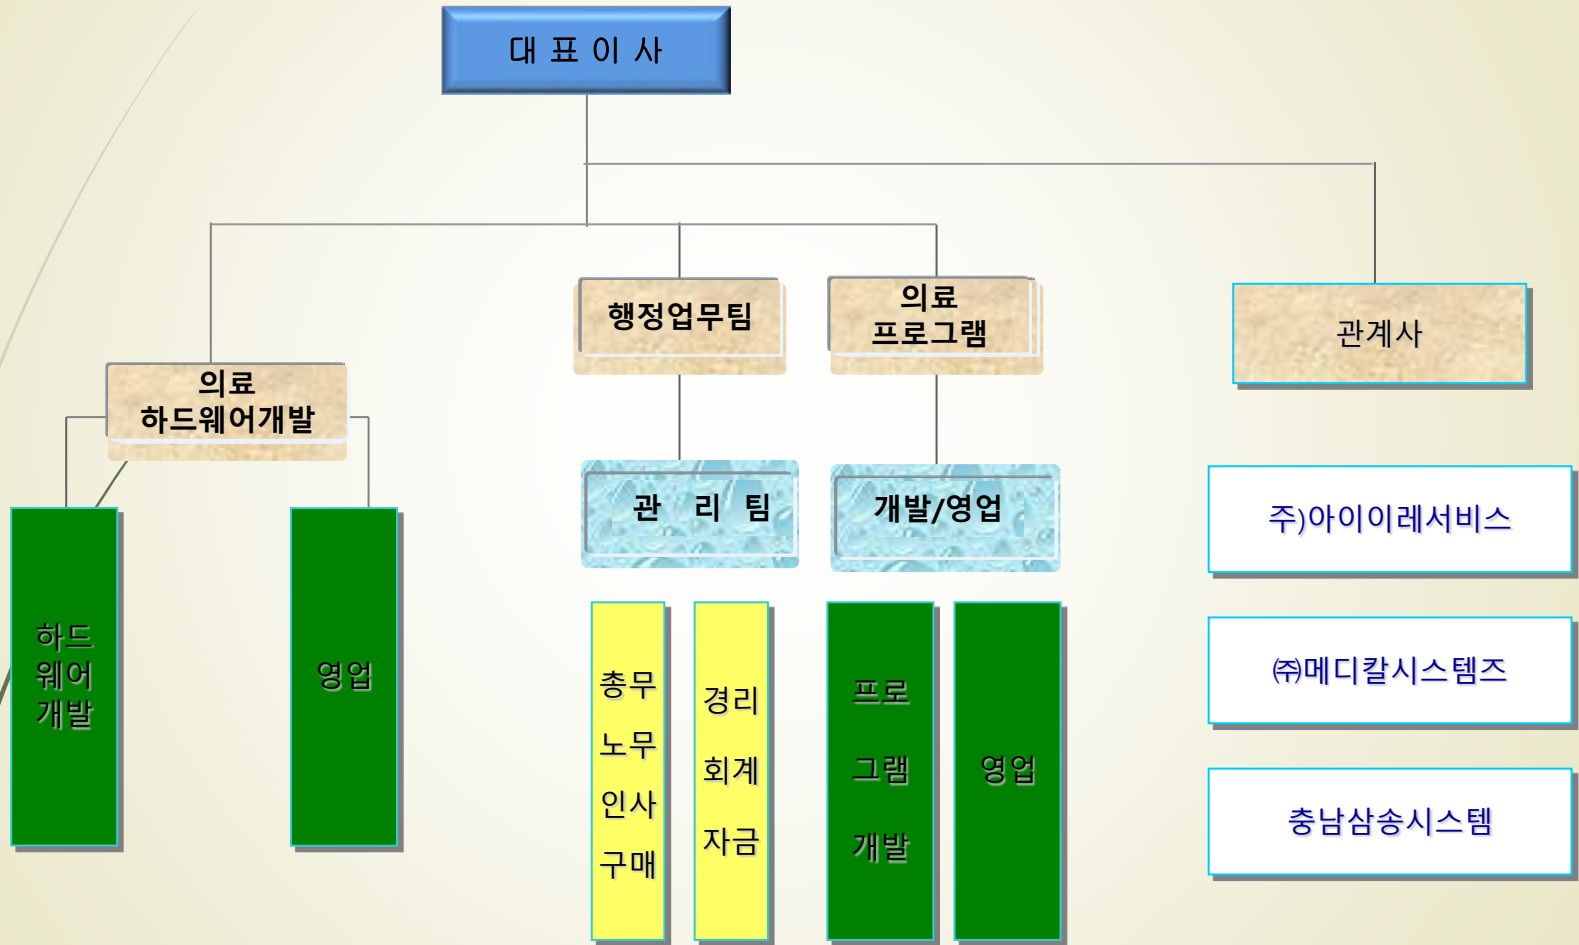 대 표 이 사
행정업무팀
의료
프로그램
관계사
의료
하드웨어개발
관 리 팀
개발/영업
주)아이이레서비스
하드
웨어
개발
영업
총무
노무
인사
구매
경리
회계
자금
프로
그램
개발
영업
㈜메디칼시스템즈
충남삼송시스템